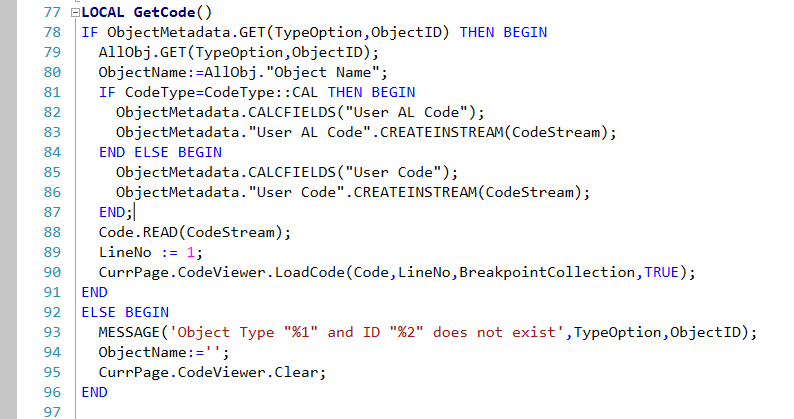 77 LOCAL GetCode()
78 IF ObjectMetadata.GET(TypeOption,ObjectID) THEN BEGIN
79   AllObj.GET(TypeOption,ObjectID);
80   ObjectName:=AllObj."Object Name";
81   IF CodeType=CodeType::CAL THEN BEGIN
82     ObjectMetadata.CALCFIELDS("User AL Code");
83     ObjectMetadata."User AL Code".CREATEINSTREAM(CodeStream);
84   END ELSE BEGIN
85     ObjectMetadata.CALCFIELDS("User Code");
86     ObjectMetadata."User Code".CREATEINSTREAM(CodeStream);
87   END;
88   Code.READ(CodeStream);
89   LineNo := 1;
90   CurrPage.CodeViewer.LoadCode(Code,LineNo,BreakpointCollection,TRUE);
91 END
92 ELSE BEGIN
93   MESSAGE('Object Type "%1" and ID "%2" does not exist',TypeOption,ObjectID);
94   ObjectName:='';
95   CurrPage.CodeViewer.Clear;
96 END
97